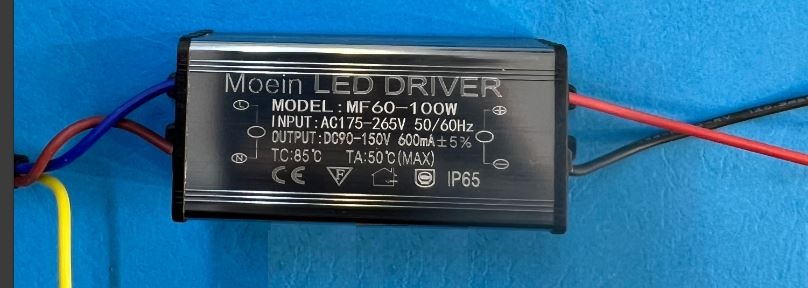 Moein LED DRIVER
MODEL:MF60-100W
L
+
INPUT:AC175-265V 50/60Hz
OUTPUT:DC90-150V 600mA±5%
N
TC:85℃ TA:50℃(MAX)
-
CE F IP65